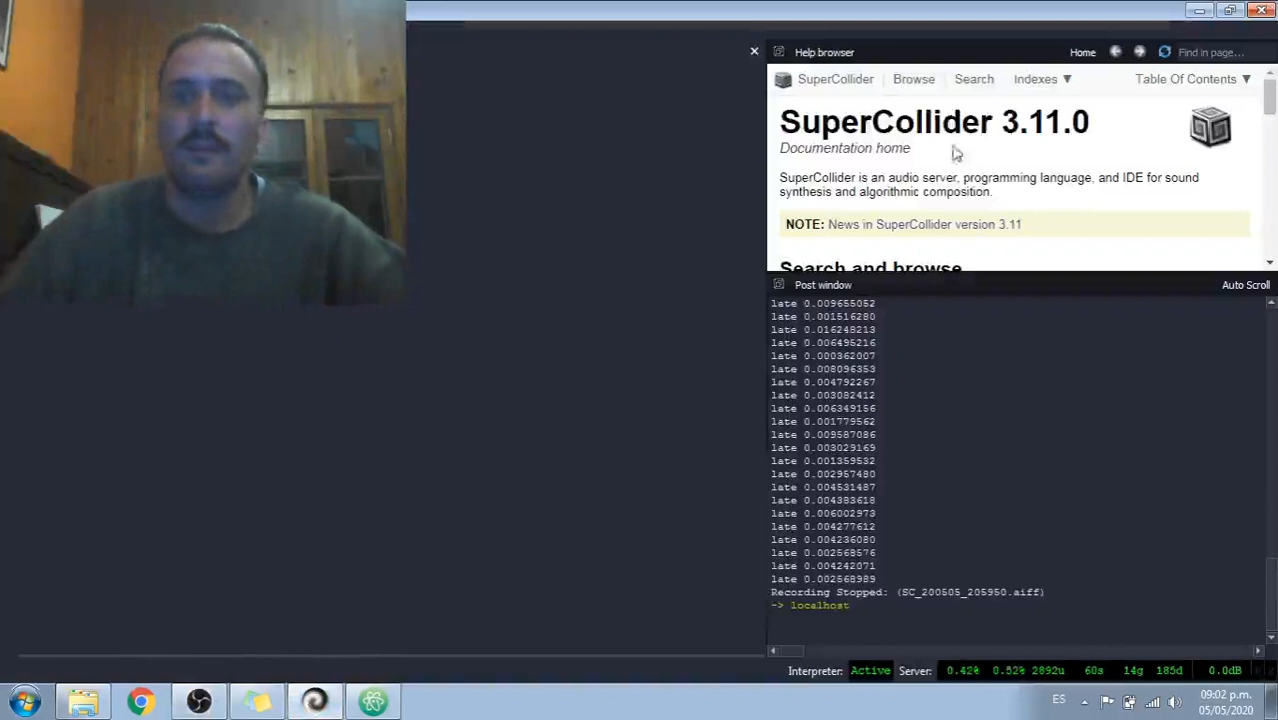 Help browser
Home
Find in page...
SuperCollider
Browse
Search
Indexes ▼
Table Of Contents ▼
SuperCollider 3.11.0
Documentation home
SuperCollider is an audio server, programming language, and IDE for sound
synthesis and algorithmic composition.
NOTE: News in SuperCollider version 3.11
Search and browse
Post window
Auto Scroll
late 0.009655052
late 0.001516280
late 0.016248213
late 0.006495216
late 0.000362007
late 0.008096353
late 0.004792267
late 0.003082412
late 0.006349156
late 0.001779562
late 0.009587086
late 0.003029169
late 0.001359532
late 0.002957480
late 0.004531487
late 0.004383618
late 0.006002973
late 0.004277612
late 0.004236080
late 0.002568576
late 0.004242071
late 0.002568989
Recording Stopped: (SC_200505_205950.aiff)
-> localhost
Interpreter: Active Server: 0.42% 0.52% 2892u 60s 14g 185d 0.0dB
ES
09:02 p.m.
05/05/2020